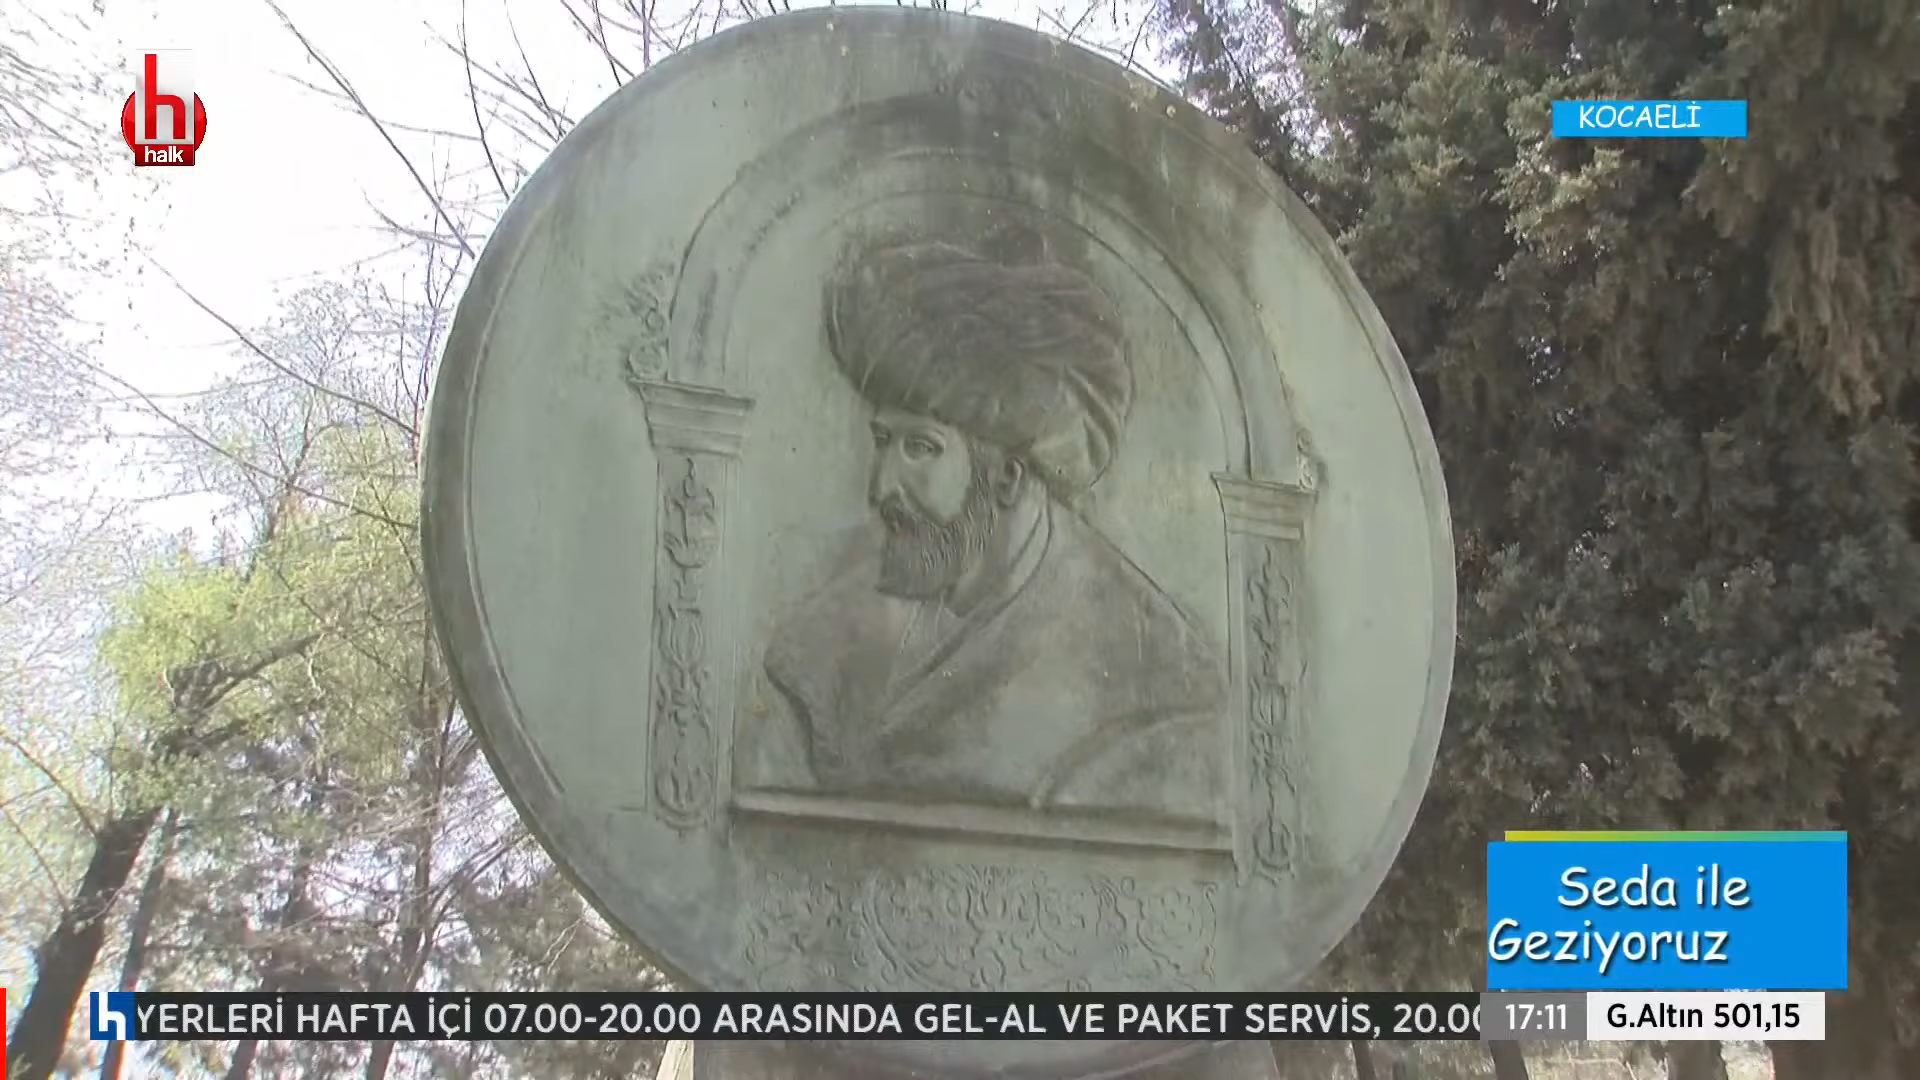 h
halk
KOCAELİ
Seda ile
Geziyoruz
h YERLERİ HAFTA İÇİ 07.00-20.00 ARASINDA GEL-AL VE PAKET SERVİS, 20.00
17:11
G.Altın 501,15